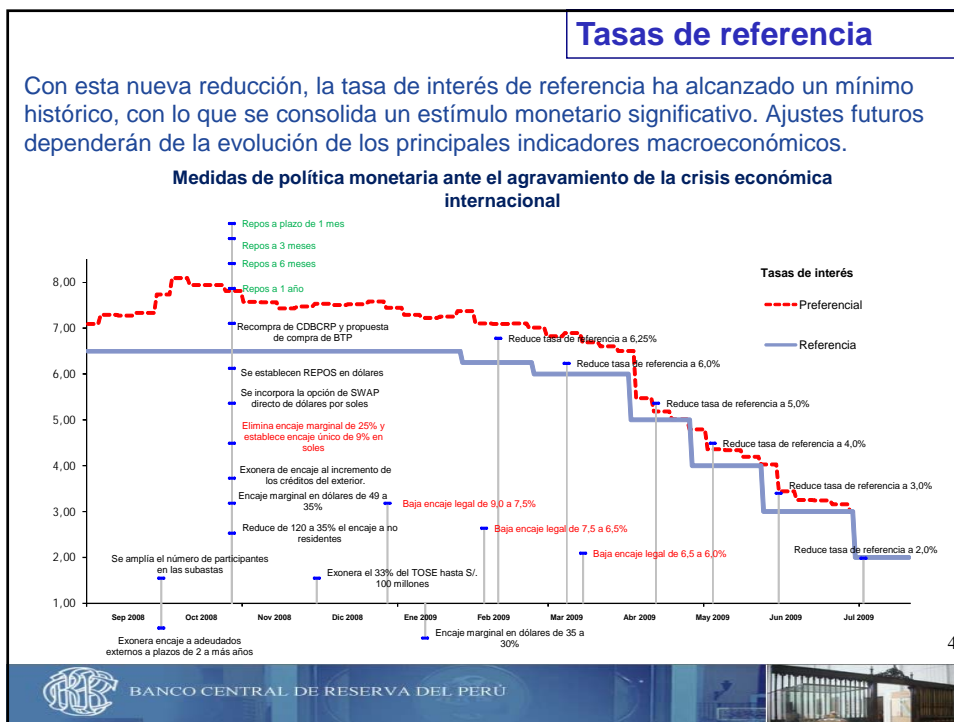 Tasas de referencia
Con esta nueva reducción, la tasa de interés de referencia ha alcanzado un mínimo
histórico, con lo que se consolida un estímulo monetario significativo. Ajustes futuros
dependerán de la evolución de los principales indicadores macroeconómicos.
Medidas de política monetaria ante el agravamiento de la crisis económica
internacional
Repos a plazo de 1 mes
Repos a 3 meses
Repos a 6 meses
Repos a 1 año
Recompra de CDBCRP y propuesta
de compra de BTP
Se establecen REPOS en dólares
Se incorpora la opción de SWAP
directo de dólares por soles
Elimina encaje marginal de 25% y
establece encaje único de 9% en
soles
Exonera de encaje al incremento de
los créditos del exterior.
Encaje marginal en dólares de 49 a
35%
Reduce de 120 a 35% el encaje a no
residentes
Se amplía el número de participantes
en las subastas
Exonera encaje a adeudados
externos a plazos de 2 a más años
Exonera el 33% del TOSE hasta S/.
100 millones
Baja encaje legal de 9,0 a 7,5%
Baja encaje legal de 7,5 a 6,5%
Baja encaje legal de 6,5 a 6,0%
Encaje marginal en dólares de 35 a
30%
Tasas de interés
Preferencial
Referencia
Reduce tasa de referencia a 6,25%
Reduce tasa de referencia a 6,0%
Reduce tasa de referencia a 5,0%
Reduce tasa de referencia a 4,0%
Reduce tasa de referencia a 3,0%
Reduce tasa de referencia a 2,0%
8,00
7,00
6,00
5,00
4,00
3,00
2,00
1,00
Sep 2008
Oct 2008
Nov 2008
Dic 2008
Ene 2009
Feb 2009
Mar 2009
Abr 2009
May 2009
Jun 2009
Jul 2009
4
BANCO CENTRAL DE RESERVA DEL PERÚ